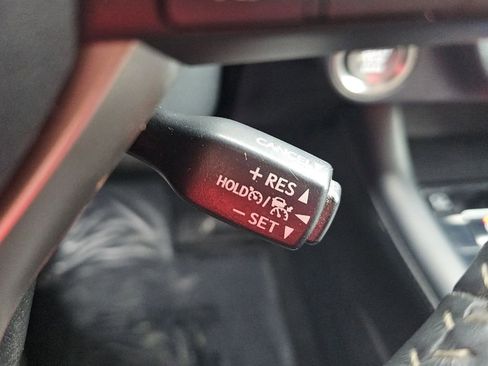 CANCEL
+ RES
HOLD /
– SET